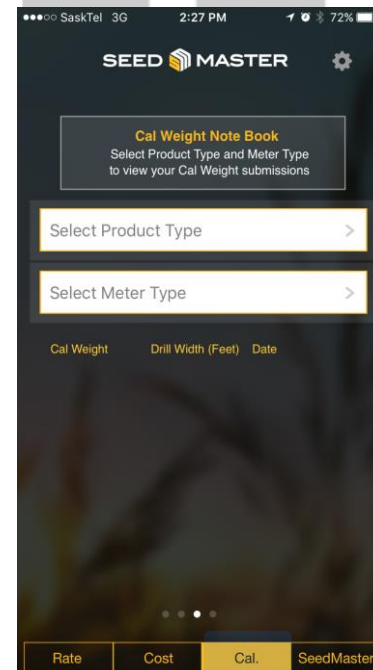 SaskTel 3G 2:27 PM 72%
SEED MASTER
Cal Weight Note Book
Select Product Type and Meter Type
to view your Cal Weight submissions
Select Product Type
Select Meter Type
Cal Weight Drill Width (Feet) Date
Rate Cost Cal. SeedMaster